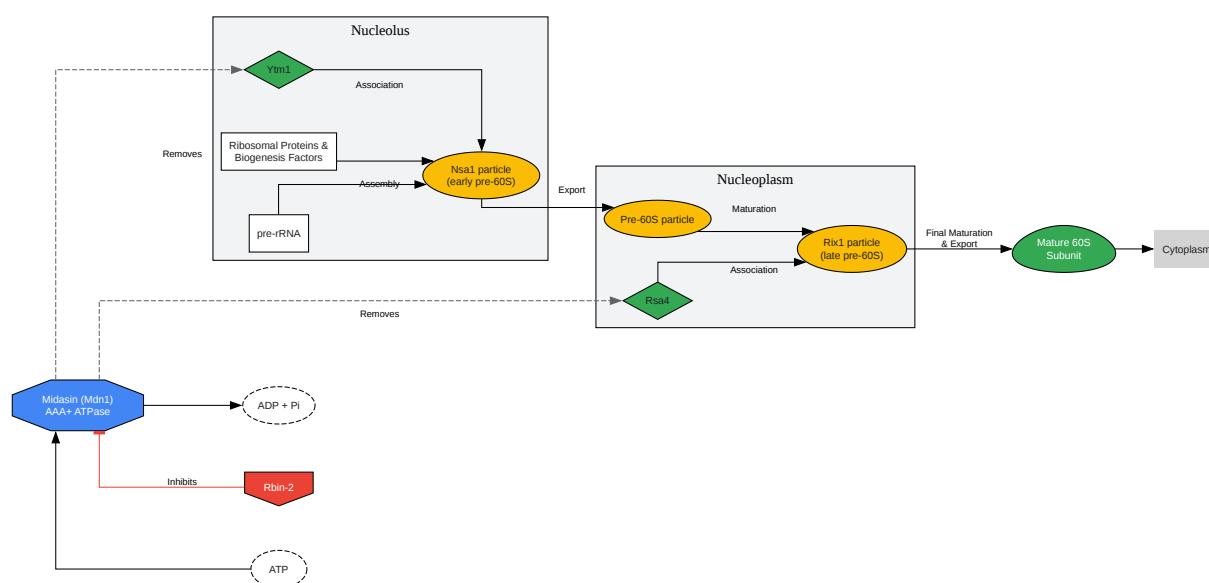 Nucleolus
Ytm1
Association
Removes
Ribosomal Proteins &
Biogenesis Factors
Nsa1 particle
(early pre-60S)
Assembly
pre-rRNA
Export
Nucleoplasm
Pre-60S particle
Maturation
Rix1 particle
(late pre-60S)
Association
Rsa4
Final Maturation
& Export
Mature 60S
Subunit
Cytoplasm
Removes
Midasin (Mdn1)
AAA+ ATPase
ADP + Pi
Inhibits
Rbin-2
ATP